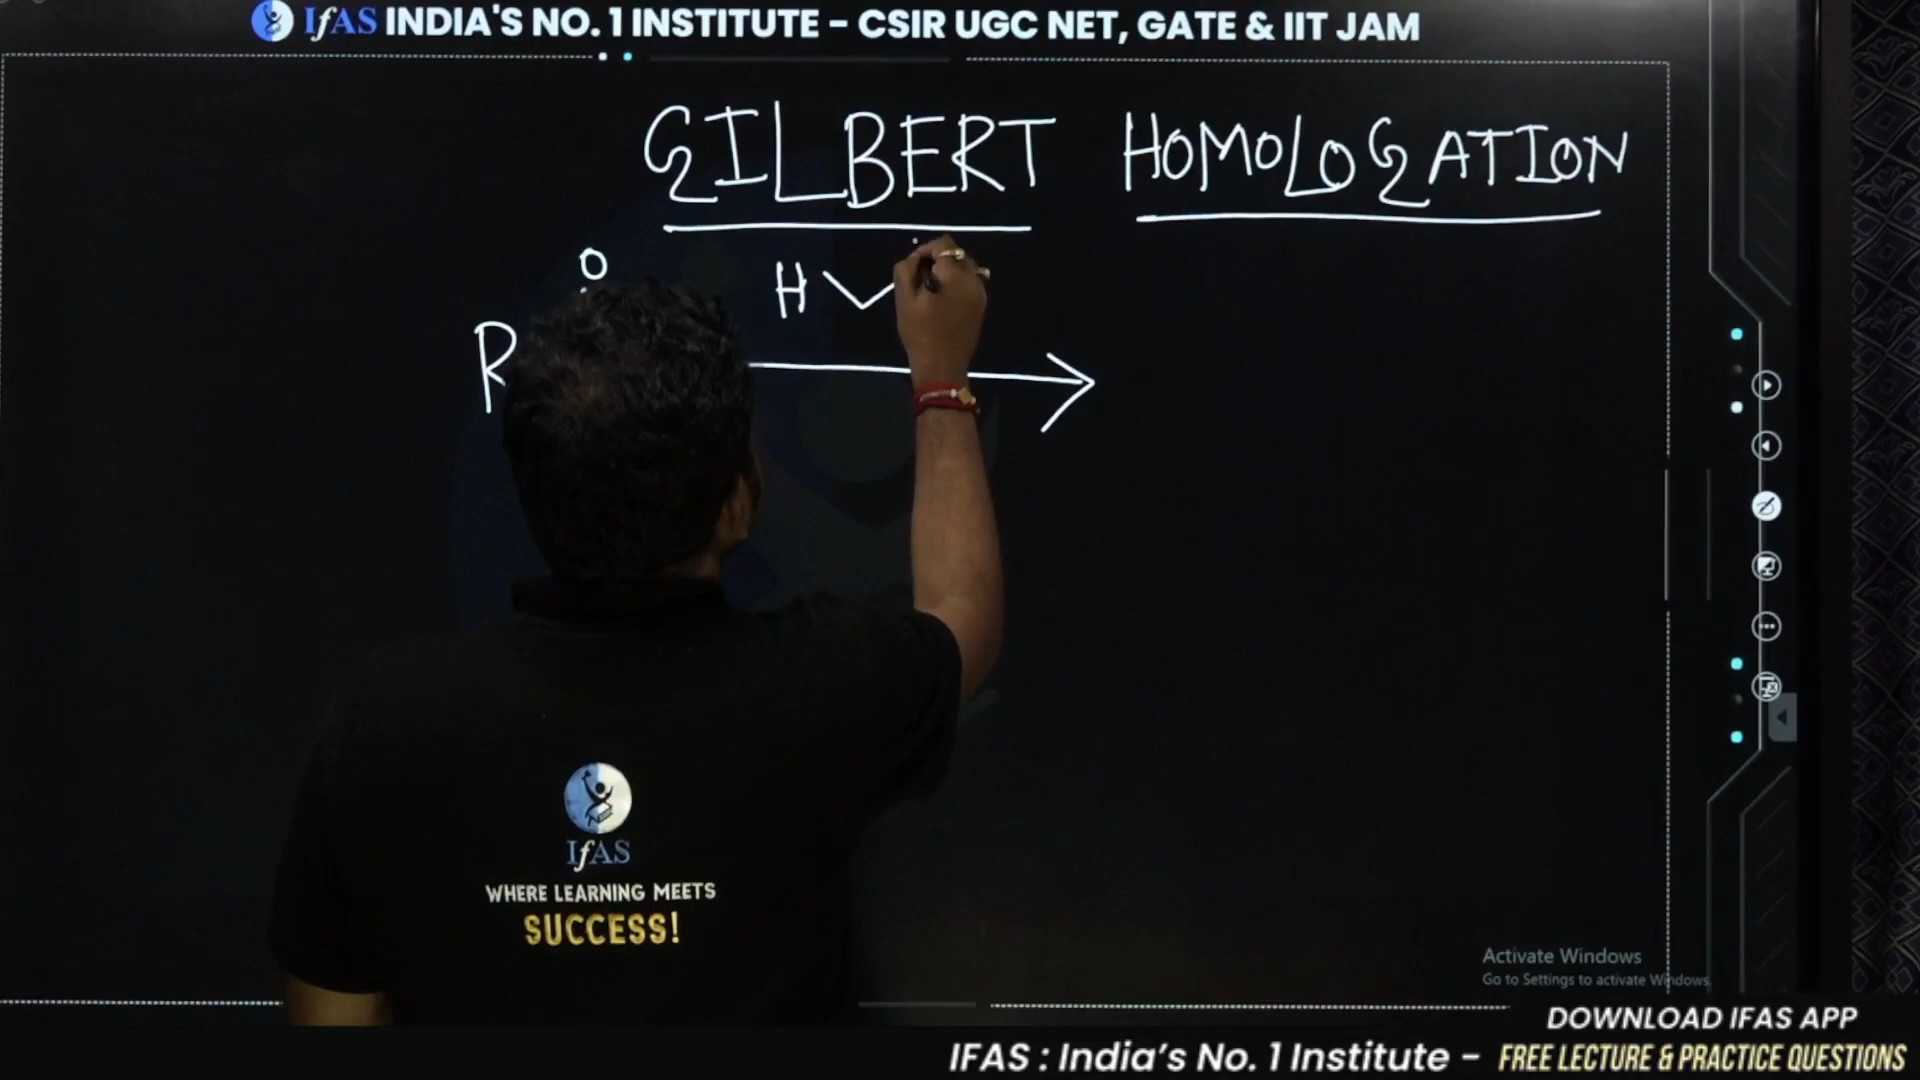 IfAS INDIA'S NO. 1 INSTITUTE - CSIR UGC NET, GATE & IIT JAM
GILBERT HOMOLOGATION
O
H
R
IfAS
WHERE LEARNING MEETS
SUCCESS!
Activate Windows
Go to Settings to activate Windows.
DOWNLOAD IFAS APP
IFAS : India's No. 1 Institute - FREE LECTURE & PRACTICE QUESTIONS